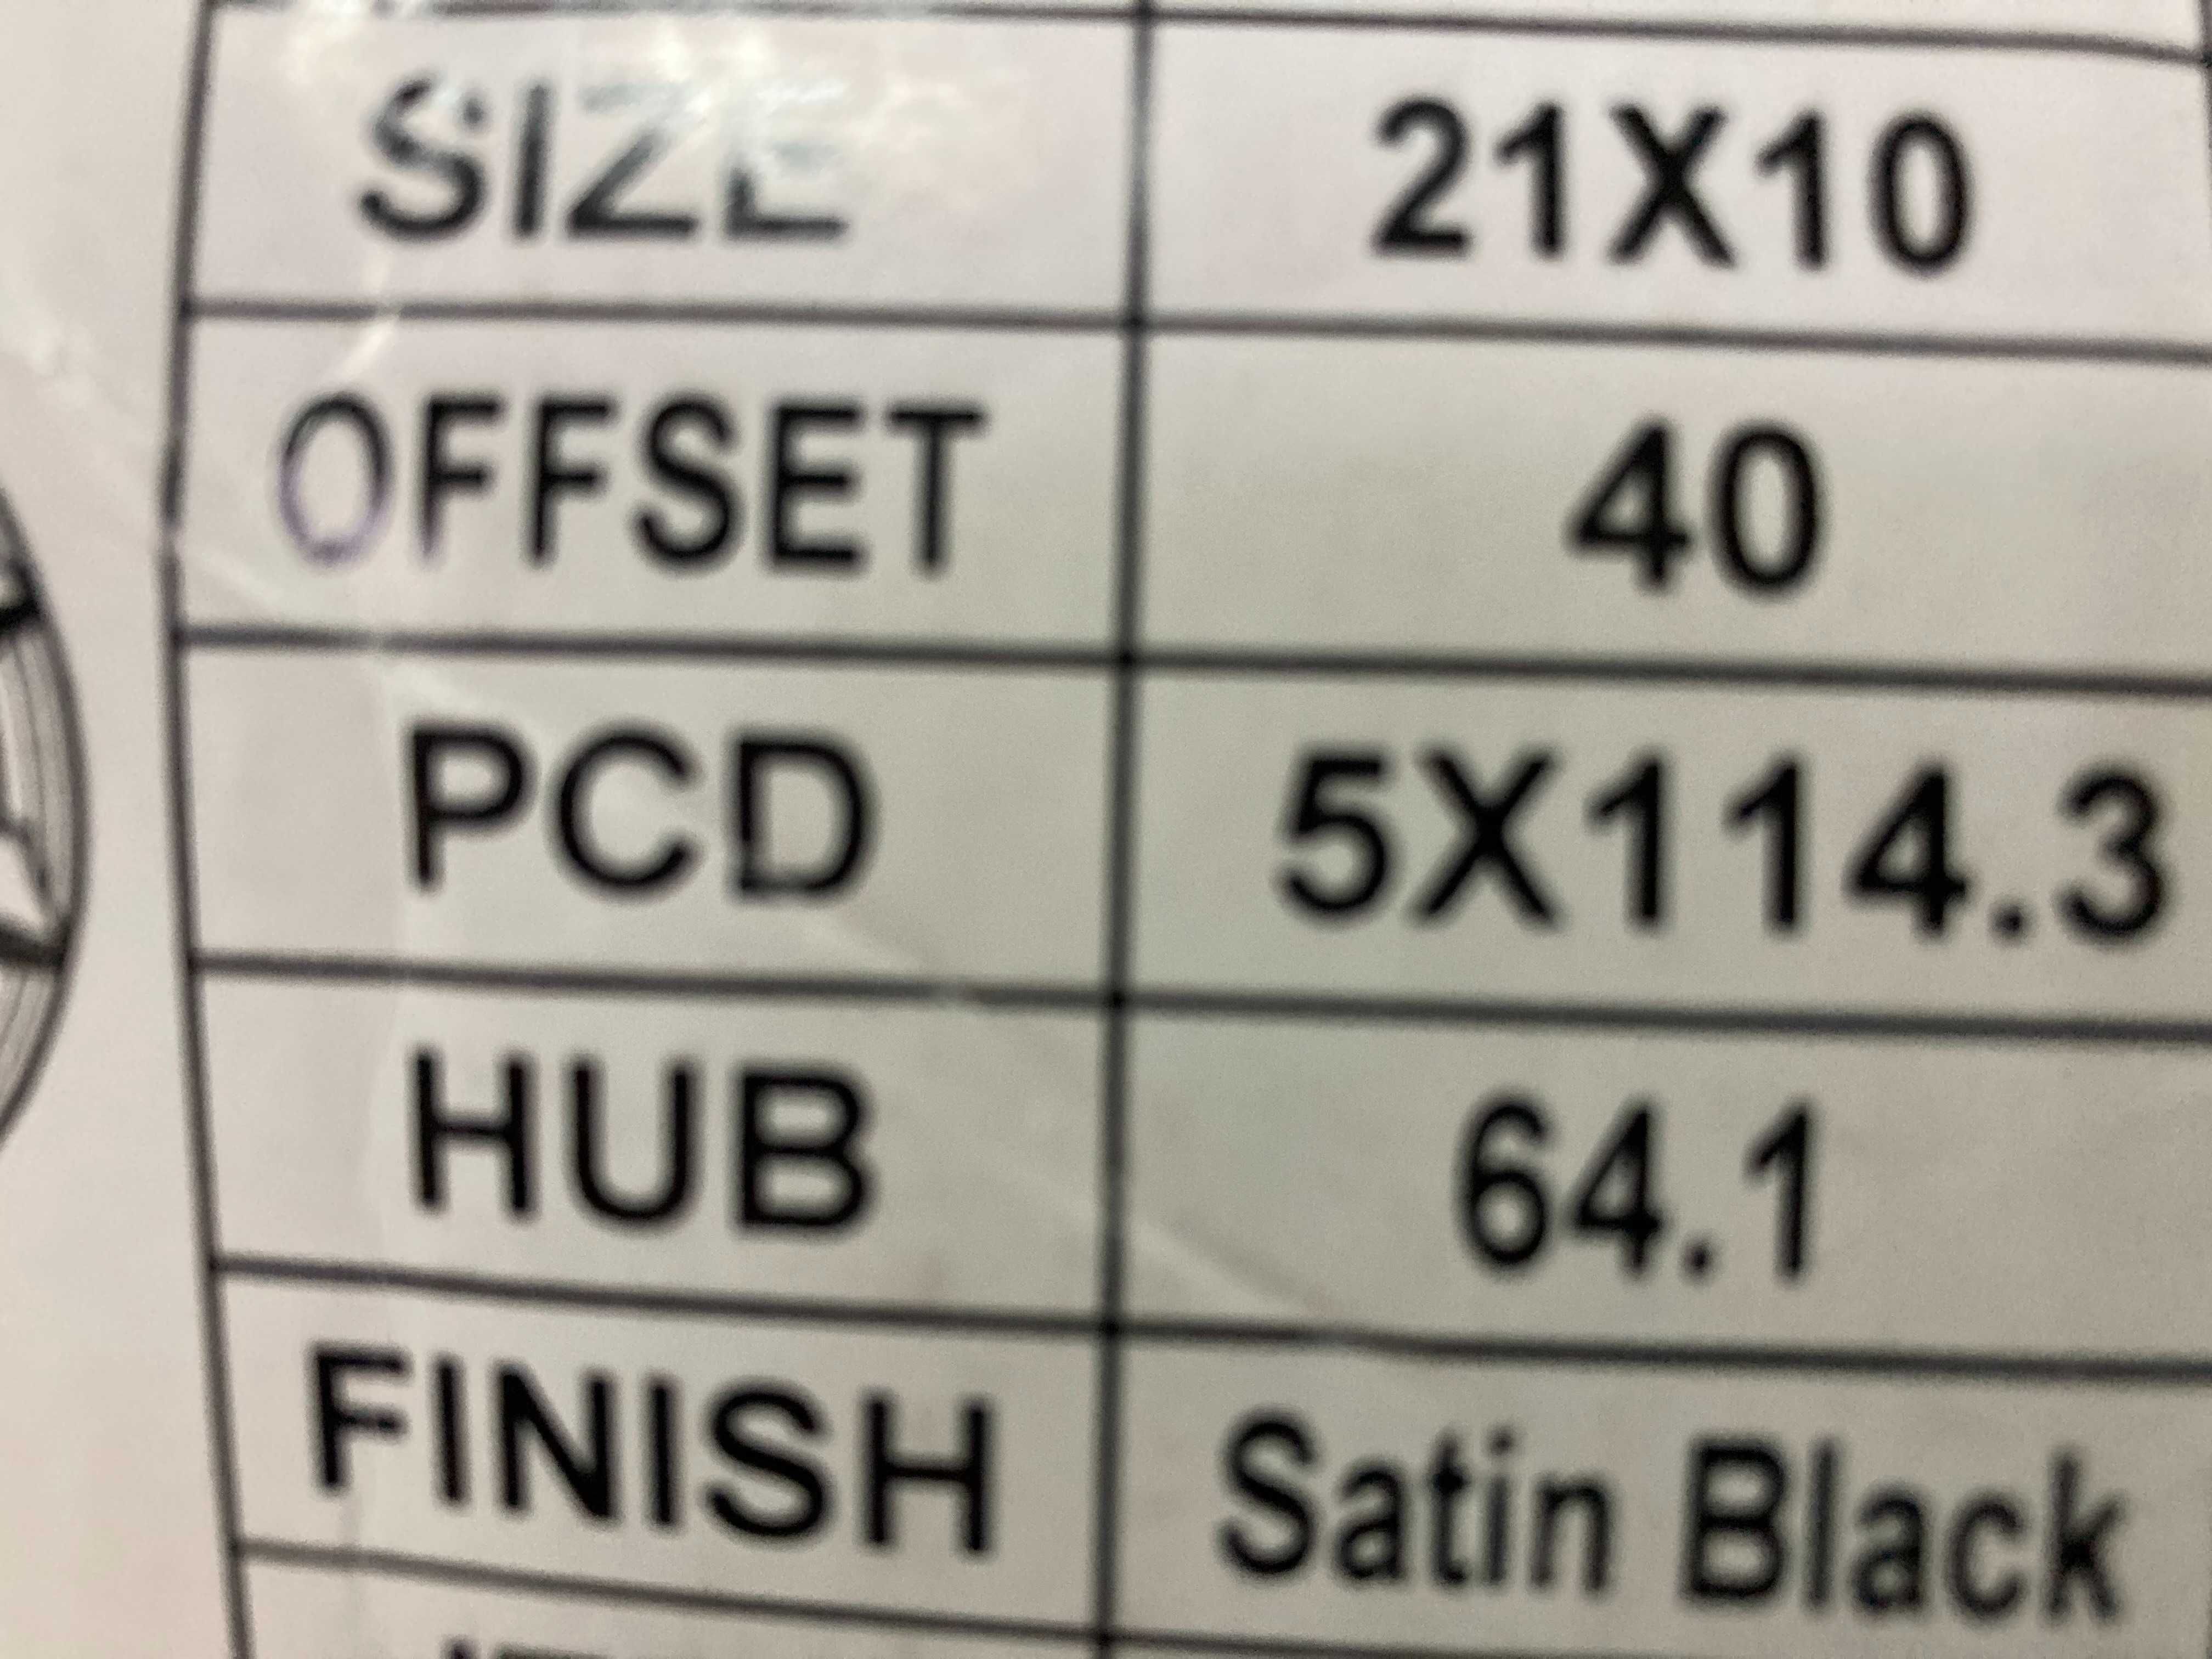 SIZE 21X10
OFFSET 40
PCD 5X114.3
HUB 64.1
FINISH Satin Black